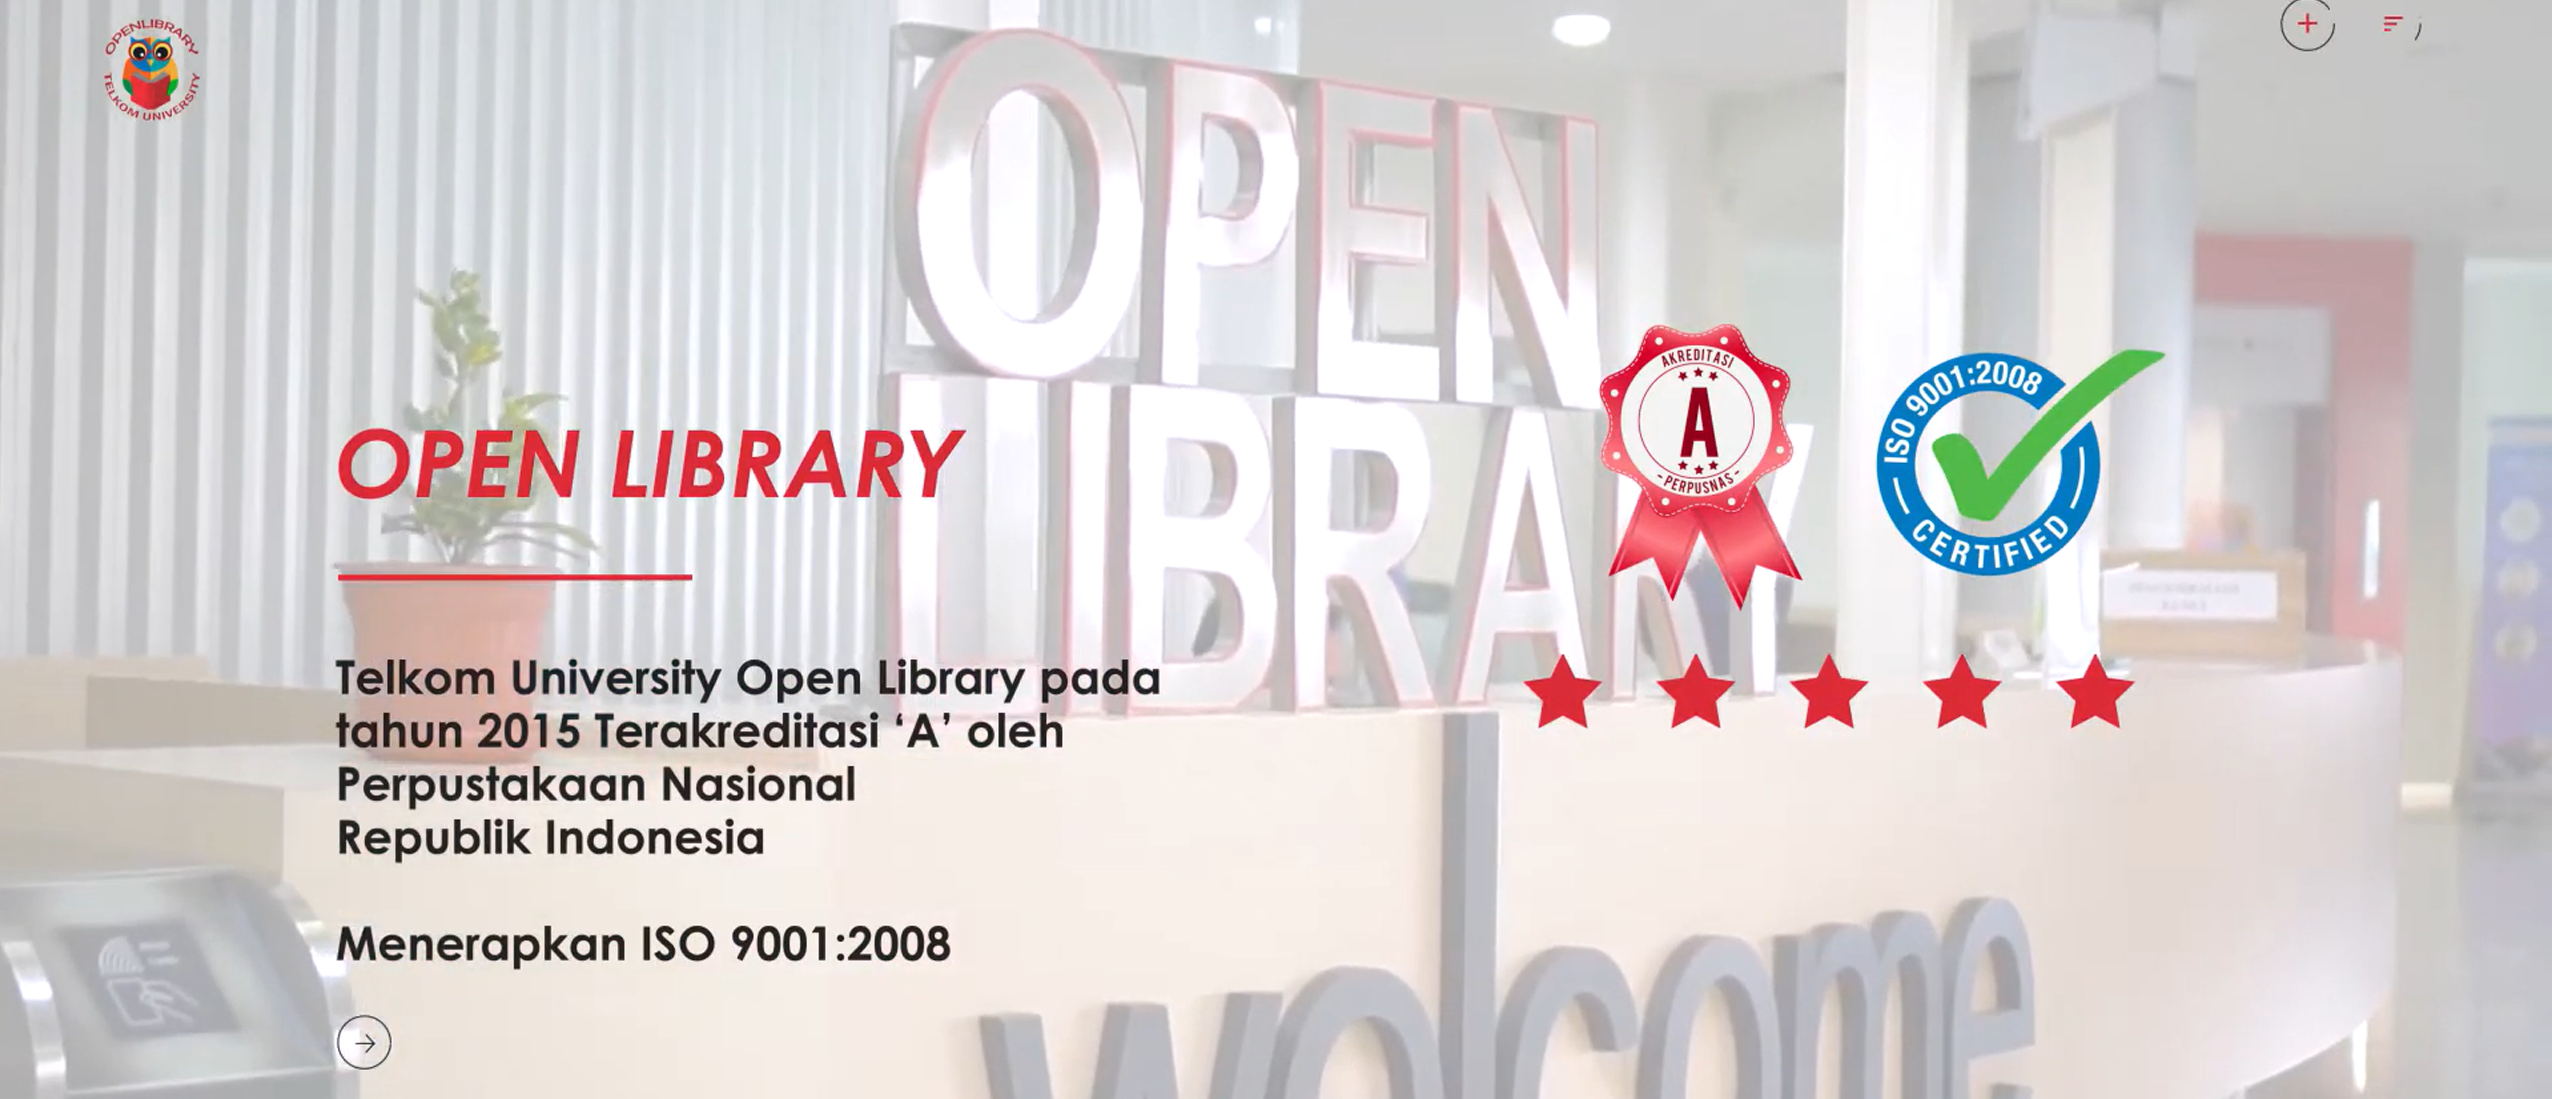 OPENLIBRARY
TELKOM UNIVERSITY
OPEN
LIBRARY
AKREDITASI
A
-PERPUSNAS-
ISO 9001:2008
CERTIFIED
OPEN LIBRARY
Telkom University Open Library pada
tahun 2015 Terakreditasi ‘A’ oleh
Perpustakaan Nasional
Republik Indonesia
Menerapkan ISO 9001:2008
welcome